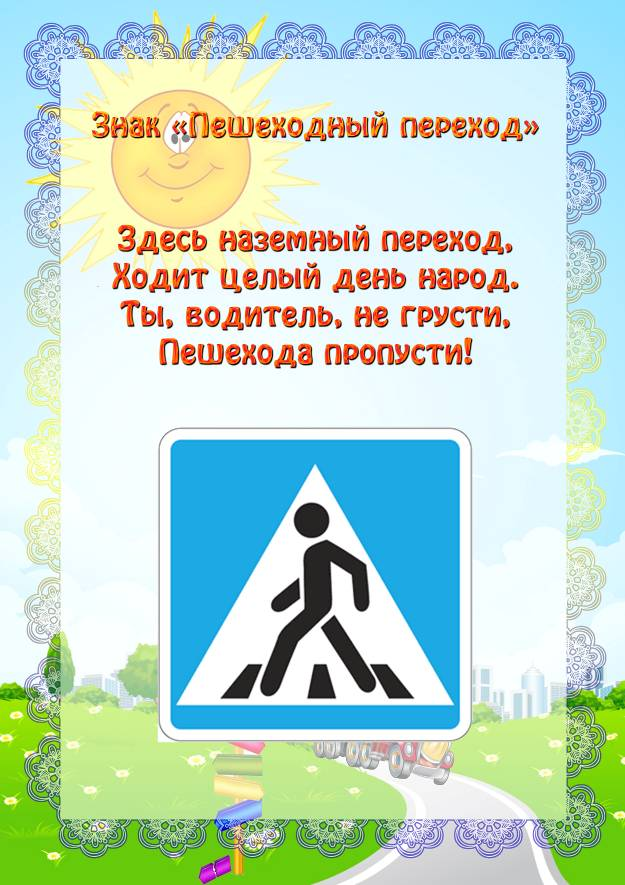 Знак «Пешеходный переход»
Здесь наземный переход,
Ходит целый день народ.
Ты, водитель, не грусти,
Пешехода пропусти!